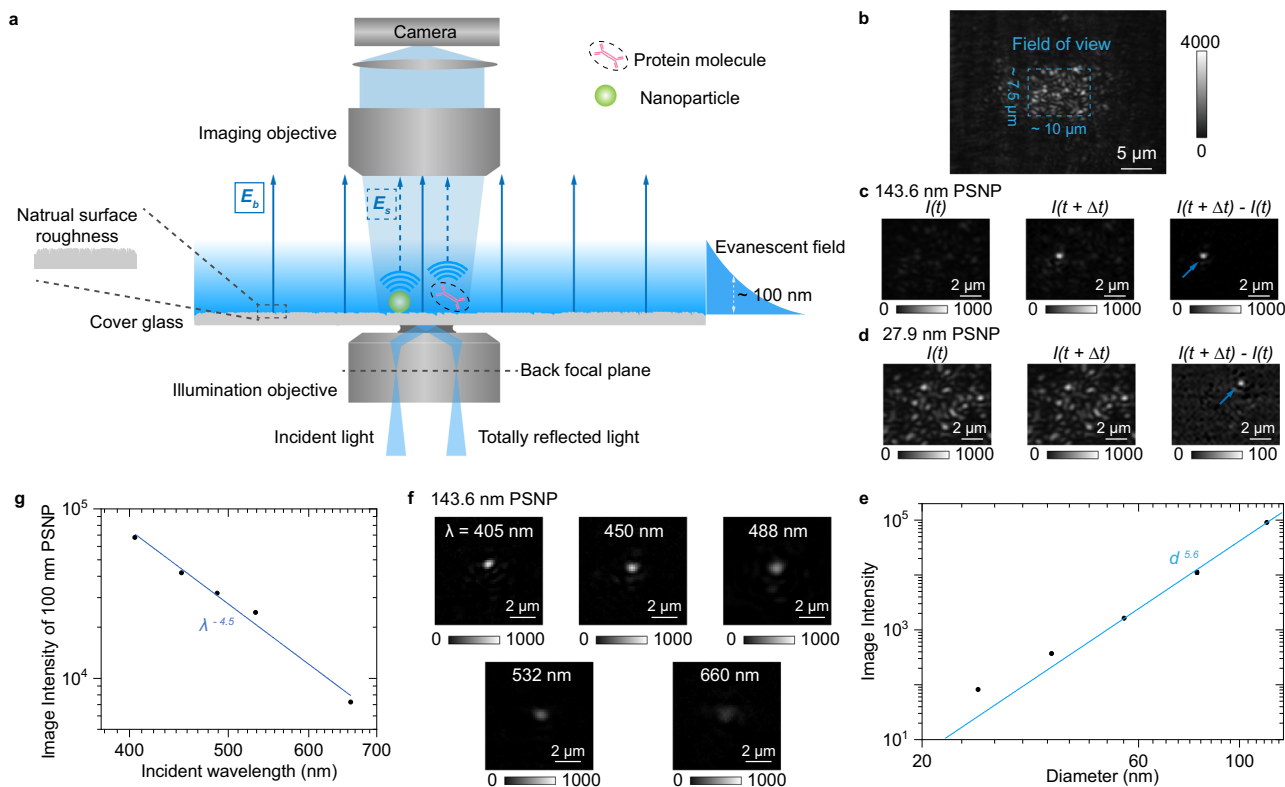 a
Camera
Protein molecule
Nanoparticle
Imaging objective
E_b
E_s
Natrual surface
roughness
Evanescent field
~ 100 nm
Cover glass
Back focal plane
Illumination objective
Incident light
Totally reflected light
b
Field of view
~ 7.5 µm
~ 10 µm
5 µm
4000
0
c 143.6 nm PSNP
I(t)
I(t + Δt)
I(t + Δt) - I(t)
2 µm
2 µm
2 µm
0 1000
0 1000
0 1000
d 27.9 nm PSNP
I(t)
I(t + Δt)
I(t + Δt) - I(t)
2 µm
2 µm
2 µm
0 1000
0 1000
0 100
g
10^5
10^4
λ^-4.5
Image Intensity of 100 nm PSNP
400 500 600 700
Incident wavelength (nm)
f 143.6 nm PSNP
λ = 405 nm
2 µm
0 1000
450 nm
2 µm
0 1000
488 nm
2 µm
0 1000
532 nm
2 µm
0 1000
660 nm
2 µm
0 1000
e
10^5
10^3
10^1
d^5.6
Image Intensity
20 100
Diameter (nm)